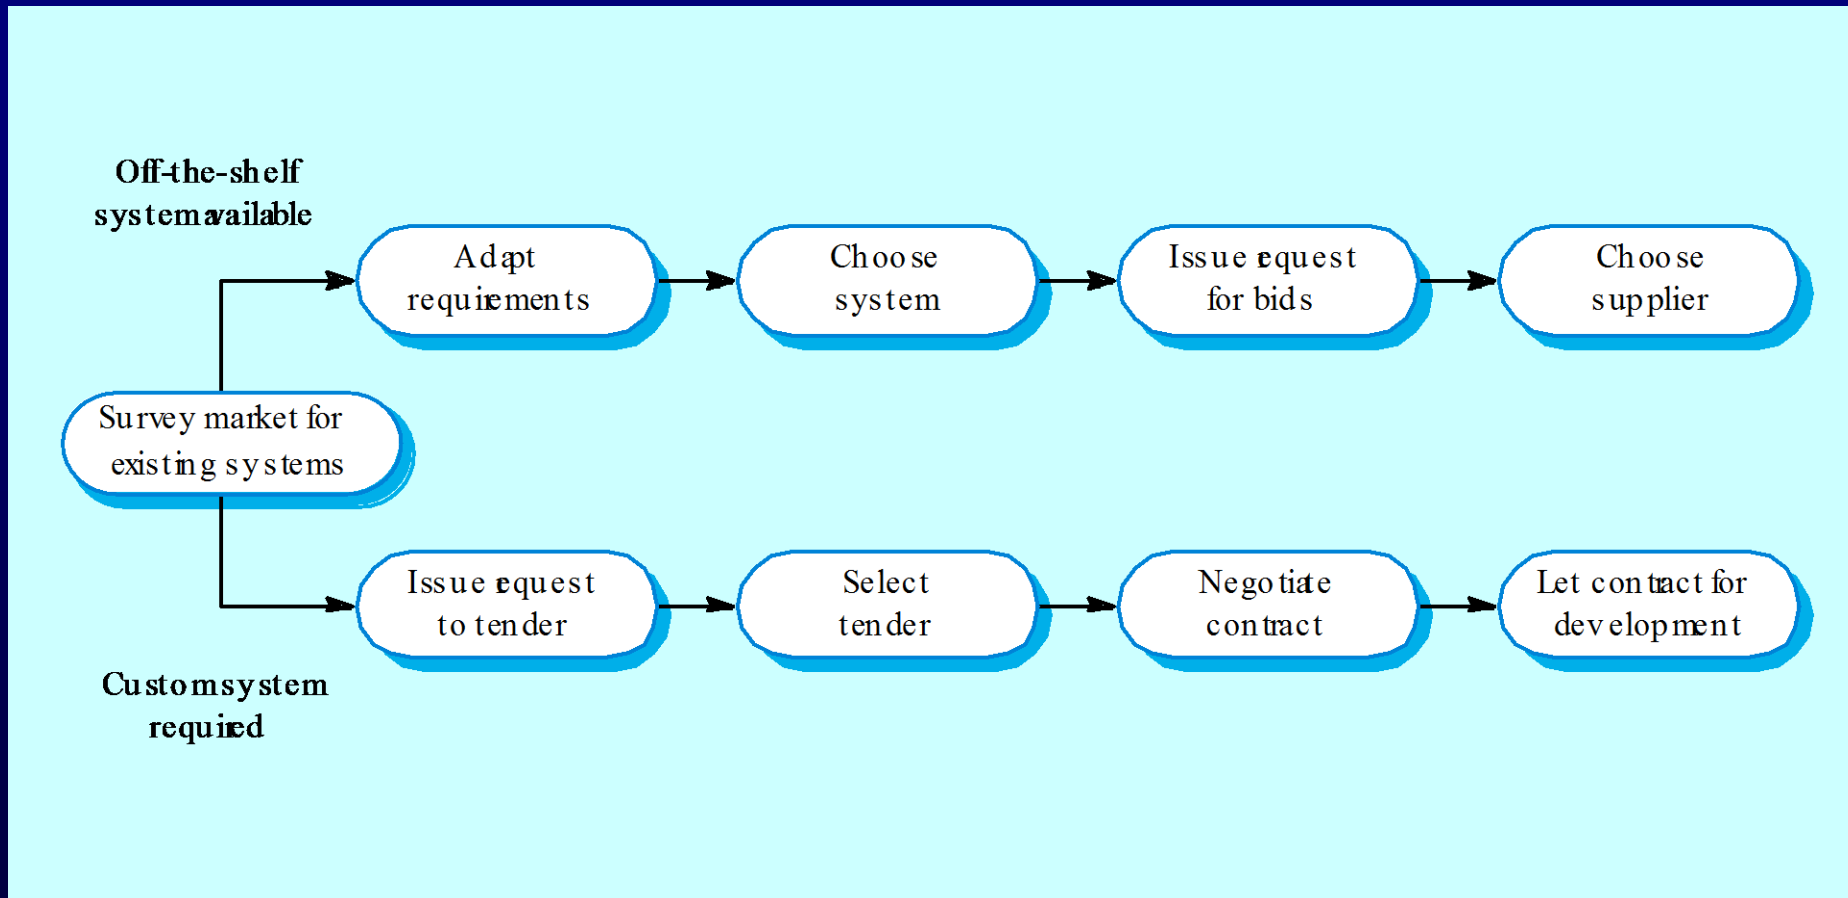 Off-the-shelf
system available
Adapt
requirements
Choose
system
Issue request
for bids
Choose
supplier
Survey market for
existing systems
Issue request
to tender
Select
tender
Negotiate
contract
Let contract for
development
Custom system
required